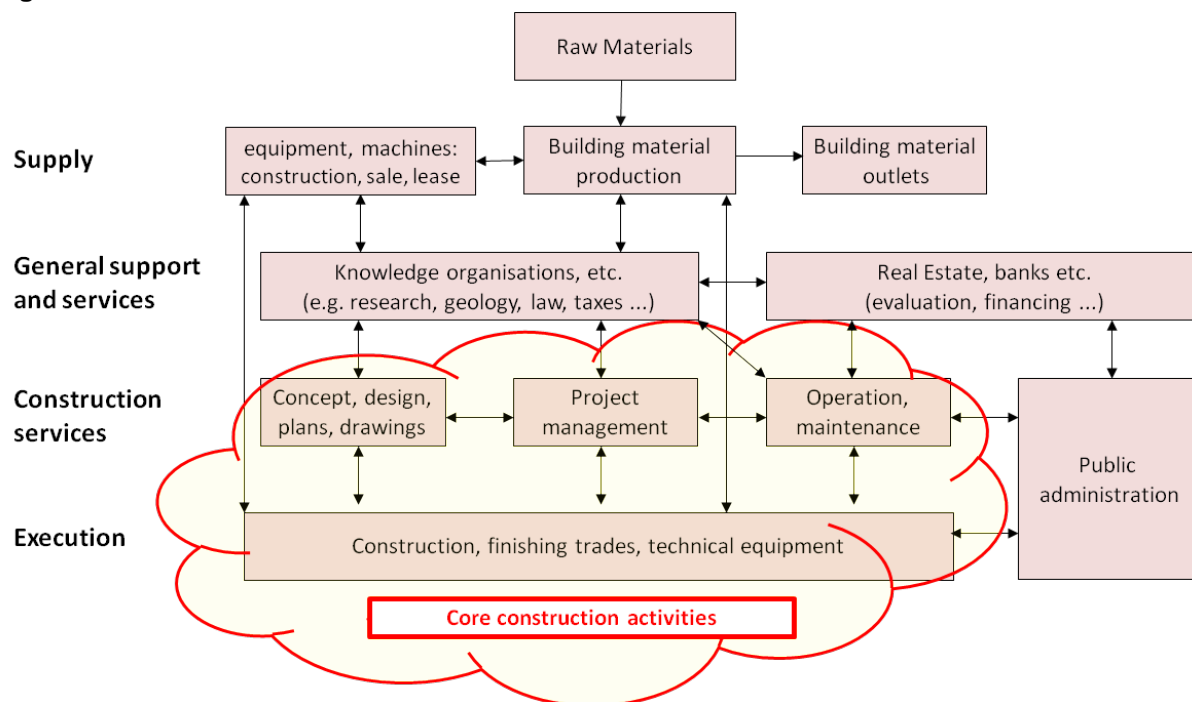 Raw Materials
Supply
equipment, machines:
construction, sale, lease
Building material
production
Building material
outlets
General support
and services
Knowledge organisations, etc.
(e.g. research, geology, law, taxes ...)
Real Estate, banks etc.
(evaluation, financing ...)
Construction
services
Concept, design,
plans, drawings
Project
management
Operation,
maintenance
Public
administration
Execution
Construction, finishing trades, technical equipment
Core construction activities